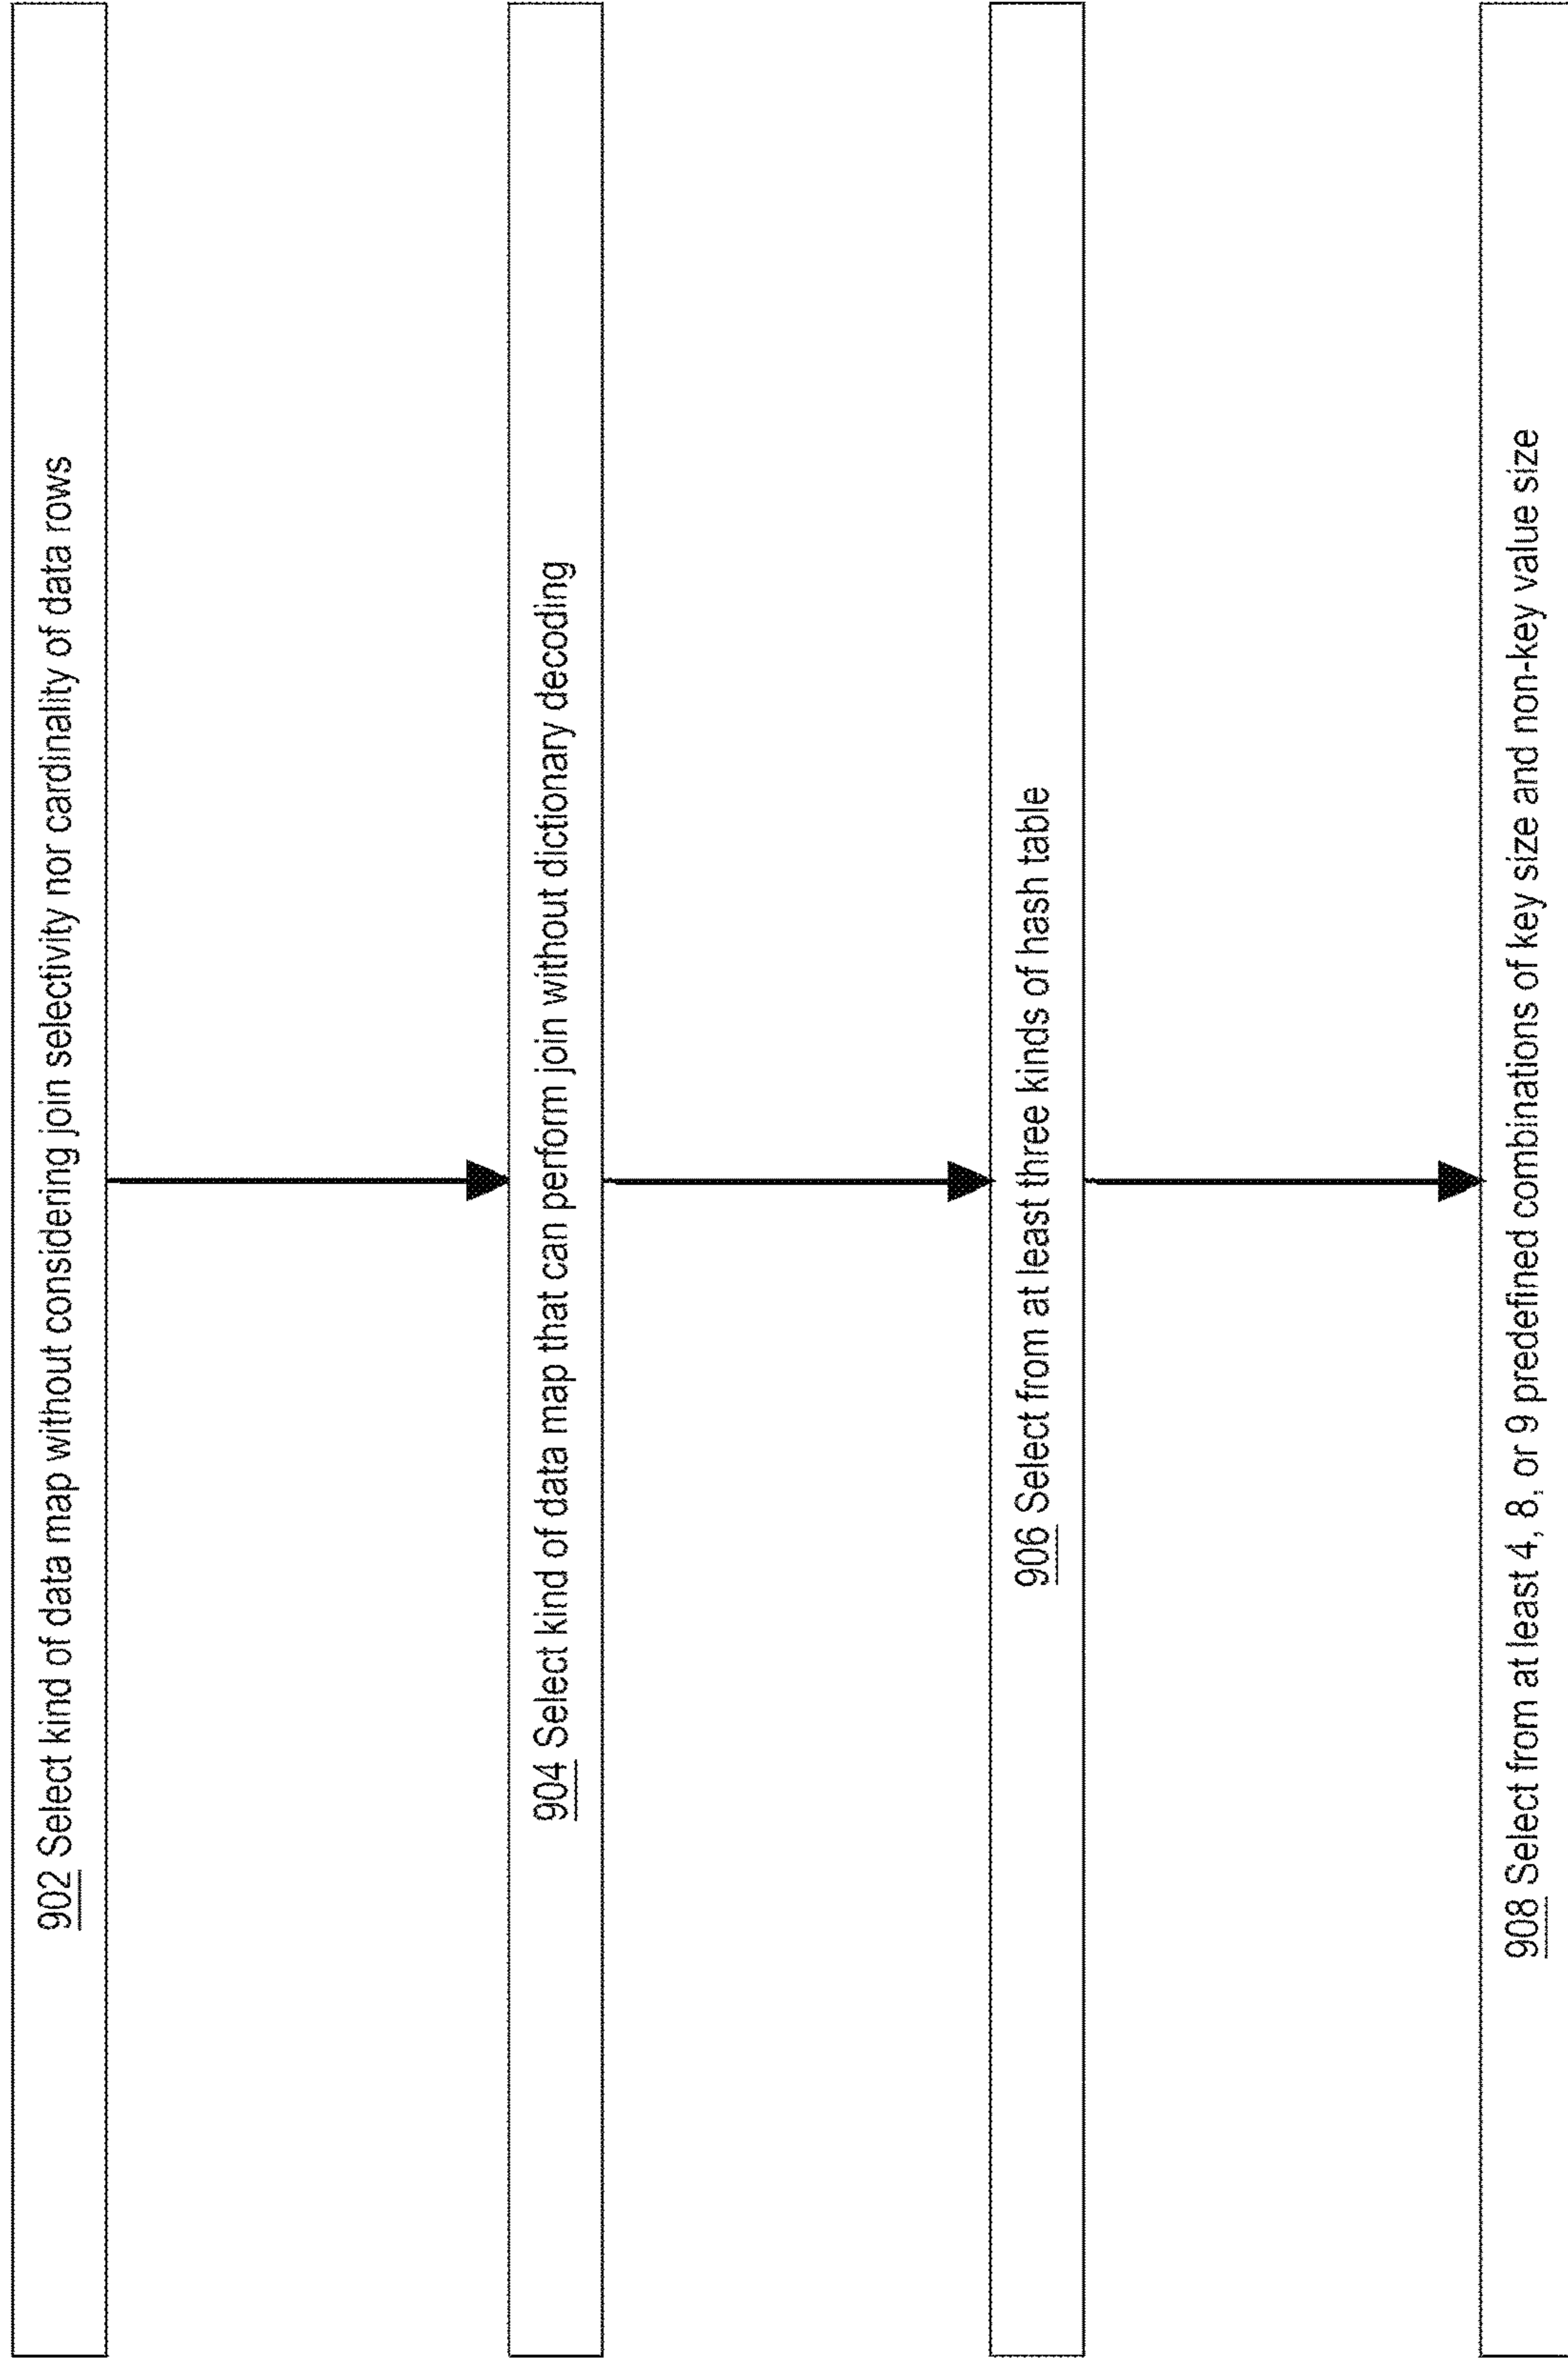 902 Select kind of data map without considering join selectivity nor cardinality of data rows
904 Select kind of data map that can perform join without dictionary decoding
906 Select from at least three kinds of hash table
908 Select from at least 4, 8, or 9 predefined combinations of key size and non-key value size